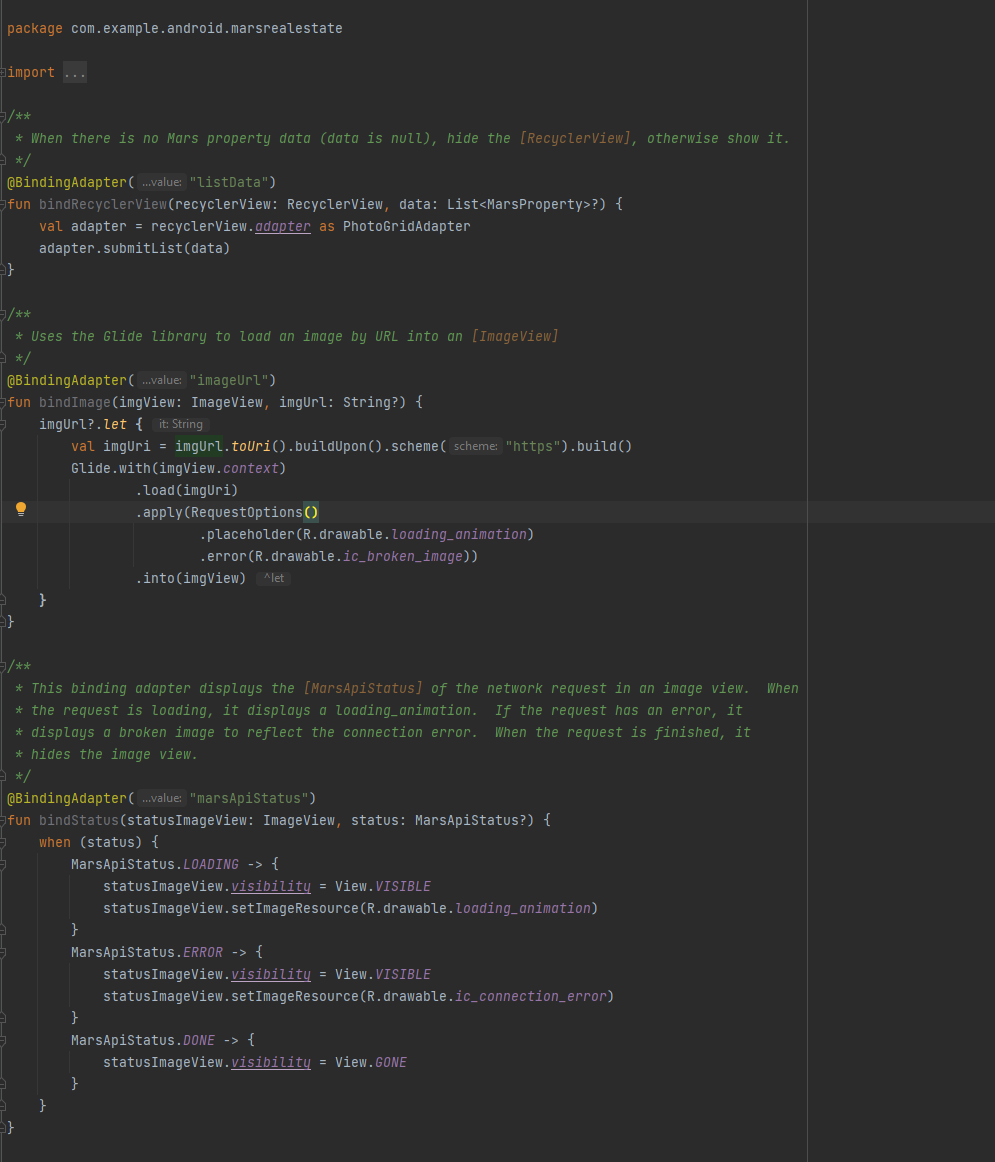 package com.example.android.marsrealestate
import ...
/**
 * When there is no Mars property data (data is null), hide the [RecyclerView], otherwise show it.
 */
@BindingAdapter( ...value: "listData")
fun bindRecyclerView(recyclerView: RecyclerView, data: List<MarsProperty>?) {
    val adapter = recyclerView.adapter as PhotoGridAdapter
    adapter.submitList(data)
}
/**
 * Uses the Glide library to load an image by URL into an [ImageView]
 */
@BindingAdapter( ...value: "imageUrl")
fun bindImage(imgView: ImageView, imgUrl: String?) {
    imgUrl?.let { it: String
        val imgUri = imgUrl.toUri().buildUpon().scheme( scheme: "https").build()
        Glide.with(imgView.context)
                .load(imgUri)
                .apply(RequestOptions()
                        .placeholder(R.drawable.loading_animation)
                        .error(R.drawable.ic_broken_image))
                .into(imgView) ^let
    }
}
/**
 * This binding adapter displays the [MarsApiStatus] of the network request in an image view.  When
 * the request is loading, it displays a loading_animation.  If the request has an error, it
 * displays a broken image to reflect the connection error.  When the request is finished, it
 * hides the image view.
 */
@BindingAdapter( ...value: "marsApiStatus")
fun bindStatus(statusImageView: ImageView, status: MarsApiStatus?) {
    when (status) {
        MarsApiStatus.LOADING -> {
            statusImageView.visibility = View.VISIBLE
            statusImageView.setImageResource(R.drawable.loading_animation)
        }
        MarsApiStatus.ERROR -> {
            statusImageView.visibility = View.VISIBLE
            statusImageView.setImageResource(R.drawable.ic_connection_error)
        }
        MarsApiStatus.DONE -> {
            statusImageView.visibility = View.GONE
        }
    }
}